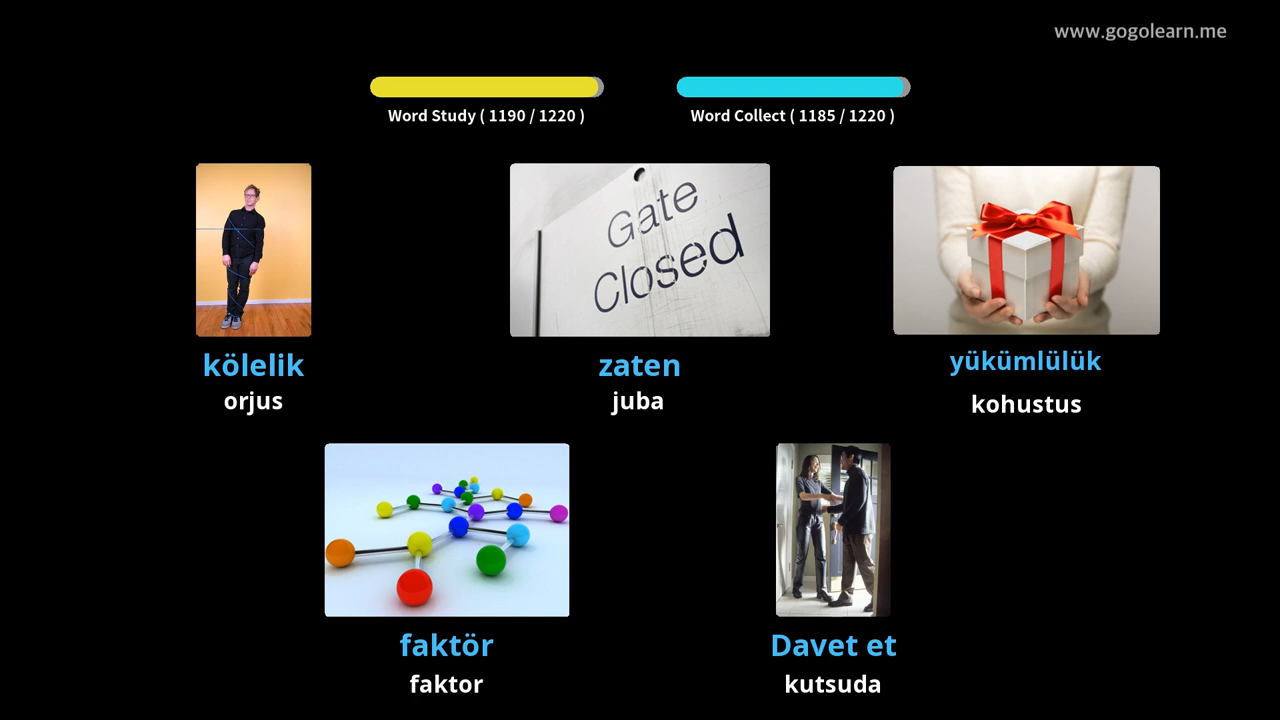 www.gogolearn.me
Word Study ( 1190 / 1220 )
Word Collect ( 1185 / 1220 )
Gate
Closed
kölelik
orjus
zaten
juba
yükümlülük
kohustus
faktör
faktor
Davet et
kutsuda